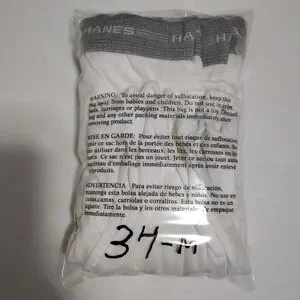 HANES HAN H
WARNING: To avoid danger of suffocation, keep this
bag away from babies and children. Do not use in cribs,
beds, carriages or playpens. This bag is not a toy. Discard
bag and any other packing materials immediately after
removing product.
MISE EN GARDE: Pour éviter tout risque de suffocation,
ce sac hors de la portée des bébés et des enfants.
utiliser dans les berceaux, les lits, les carrosses ou les
Ce sac n'est pas un jouet. Jeter ce sac ou tout autre
matériau d'emballage immédiatement après avoir enlevé
produits.
ADVERTENCIA: Para evitar riesgo de sofocación,
mantenga esta bolsa alejada de bebés y niños. No use en
cunas, camas, carriolas o corralitos. Esta bolsa no es un
juguete. Tire la bolsa y los otros materiales de empaque
inmediatamente.
34-M